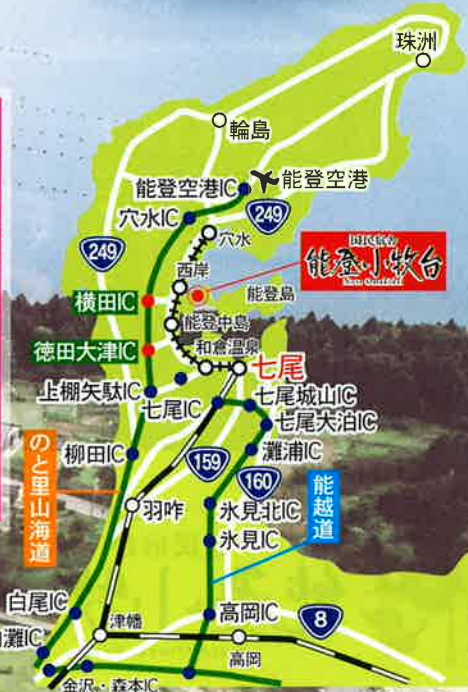 珠洲
輪島
能登空港IC
能登空港
穴水IC
249
穴水
249
西岸
国民宿舎
能登小牧台
横田IC
能登島
能登中島
徳田大津IC
和倉温泉
七尾
上棚矢駄IC
七尾IC
七尾城山IC
七尾大泊IC
柳田IC
灘浦IC
159
160
のと里山海道
能越道
羽咋
氷見北IC
氷見IC
白尾IC
高岡IC
8
津幡
灘IC
高岡
金沢・森本IC